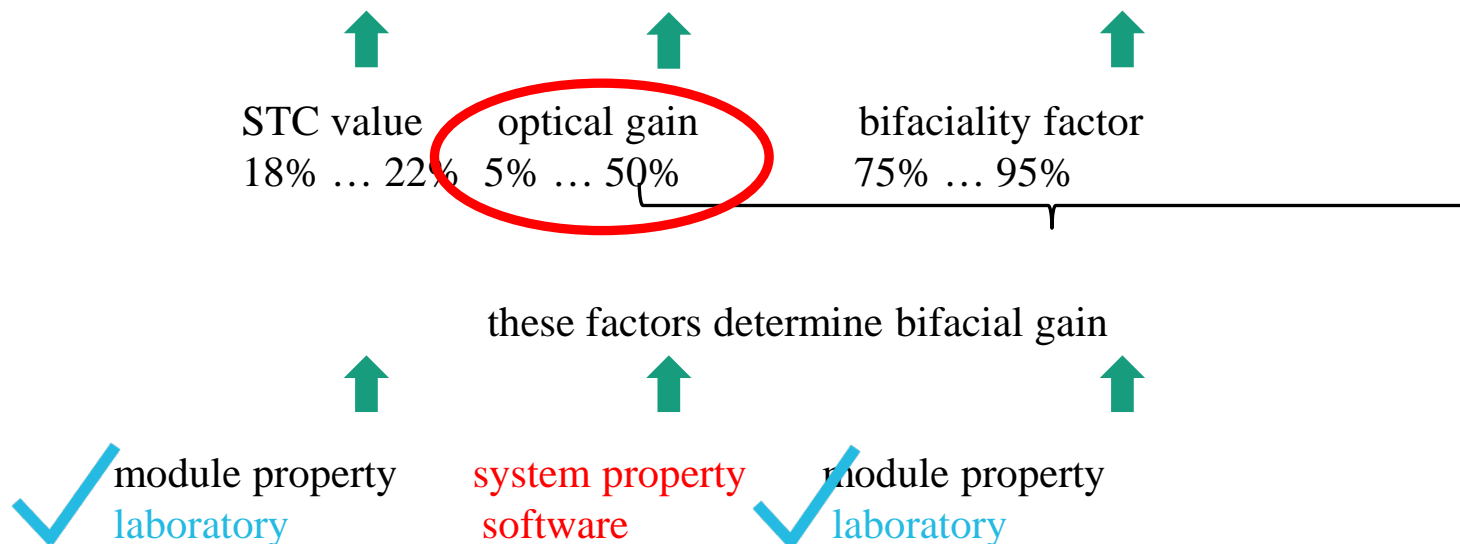 STC value optical gain bifaciality factor
18% … 22% 5% … 50% 75% … 95%
these factors determine bifacial gain
module property system property module property
laboratory software laboratory